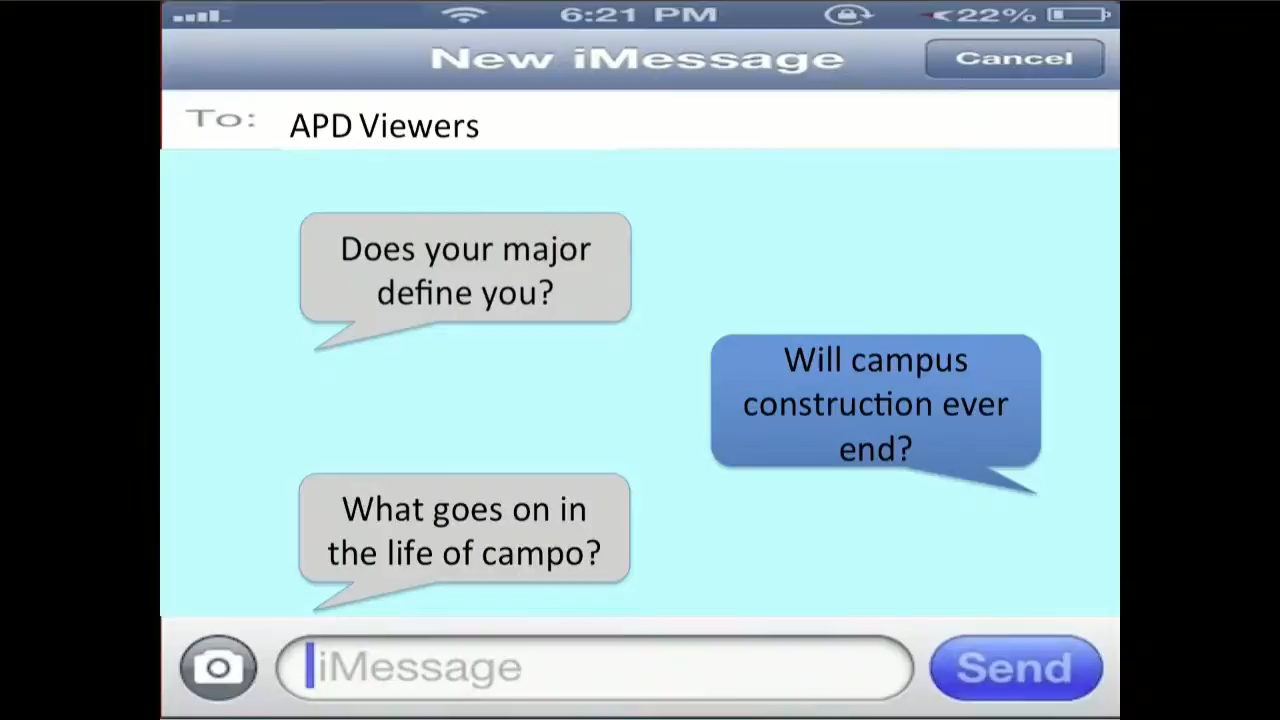 6:21 PM 22%
New iMessage Cancel
To: APD Viewers
Does your major
define you?
Will campus
construction ever
end?
What goes on in
the life of campo?
iMessage Send